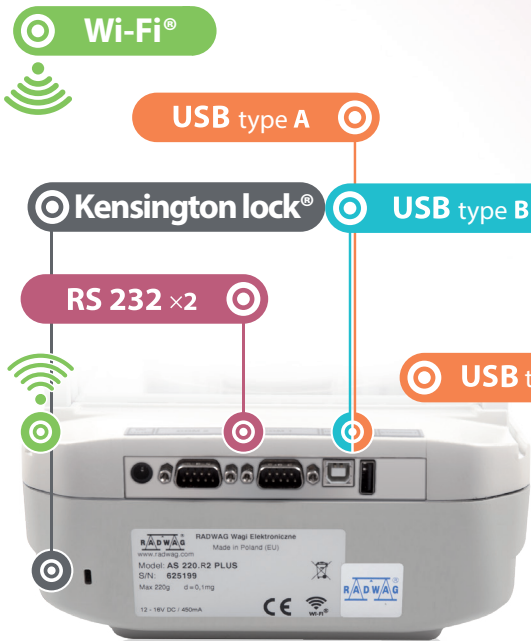 Wi-Fi®
USB type A
Kensington lock®
USB type B
RS 232 ×2
USB t
RADWAG
www.radwag.com
RADWAG Wagi Elektroniczne
Made in Poland (EU)
Model: AS 220.R2 PLUS
S/N: 625199
Max 220g d=0,1mg
12 - 16V DC / 450mA
CE
Wi-Fi®
RADWAG®